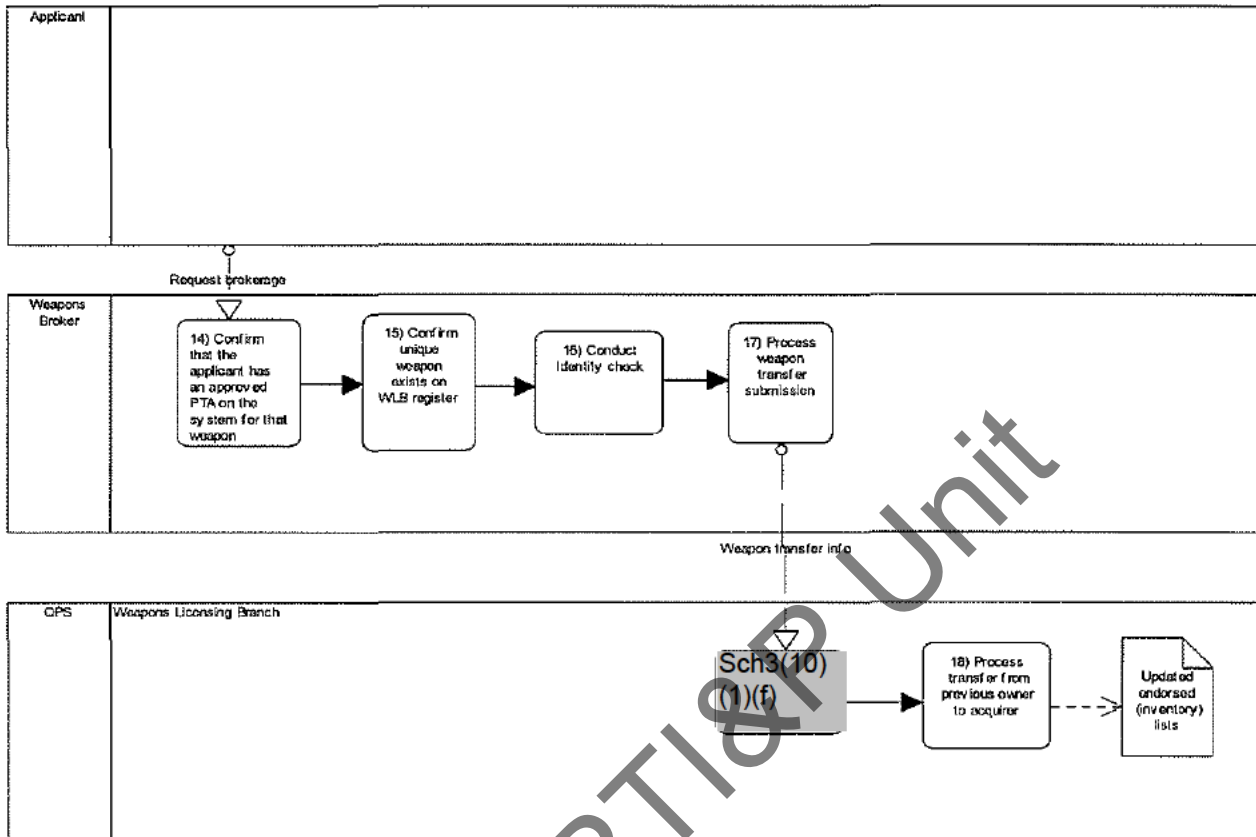 Applicant
Request brokerage
Weapons
Broker
14) Confirm
that the
applicant has
an approved
PTA on the
system for that
weapon
15) Confirm
unique
weapon
exists on
WLB register
16) Conduct
Identity check
17) Process
weapon
transfer
submission
Weapon transfer info
QPS
Weapons Licensing Branch
Sch3(10)
(1)(f)
18) Process
transfer from
previous owner
to acquirer
Updated
endorsed
(inventory)
lists
RTI&P Unit